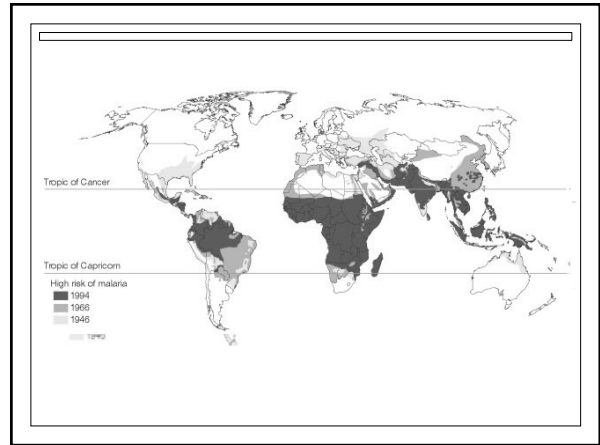 Tropic of Cancer
Tropic of Capricorn
High risk of malaria
1994
1966
1946